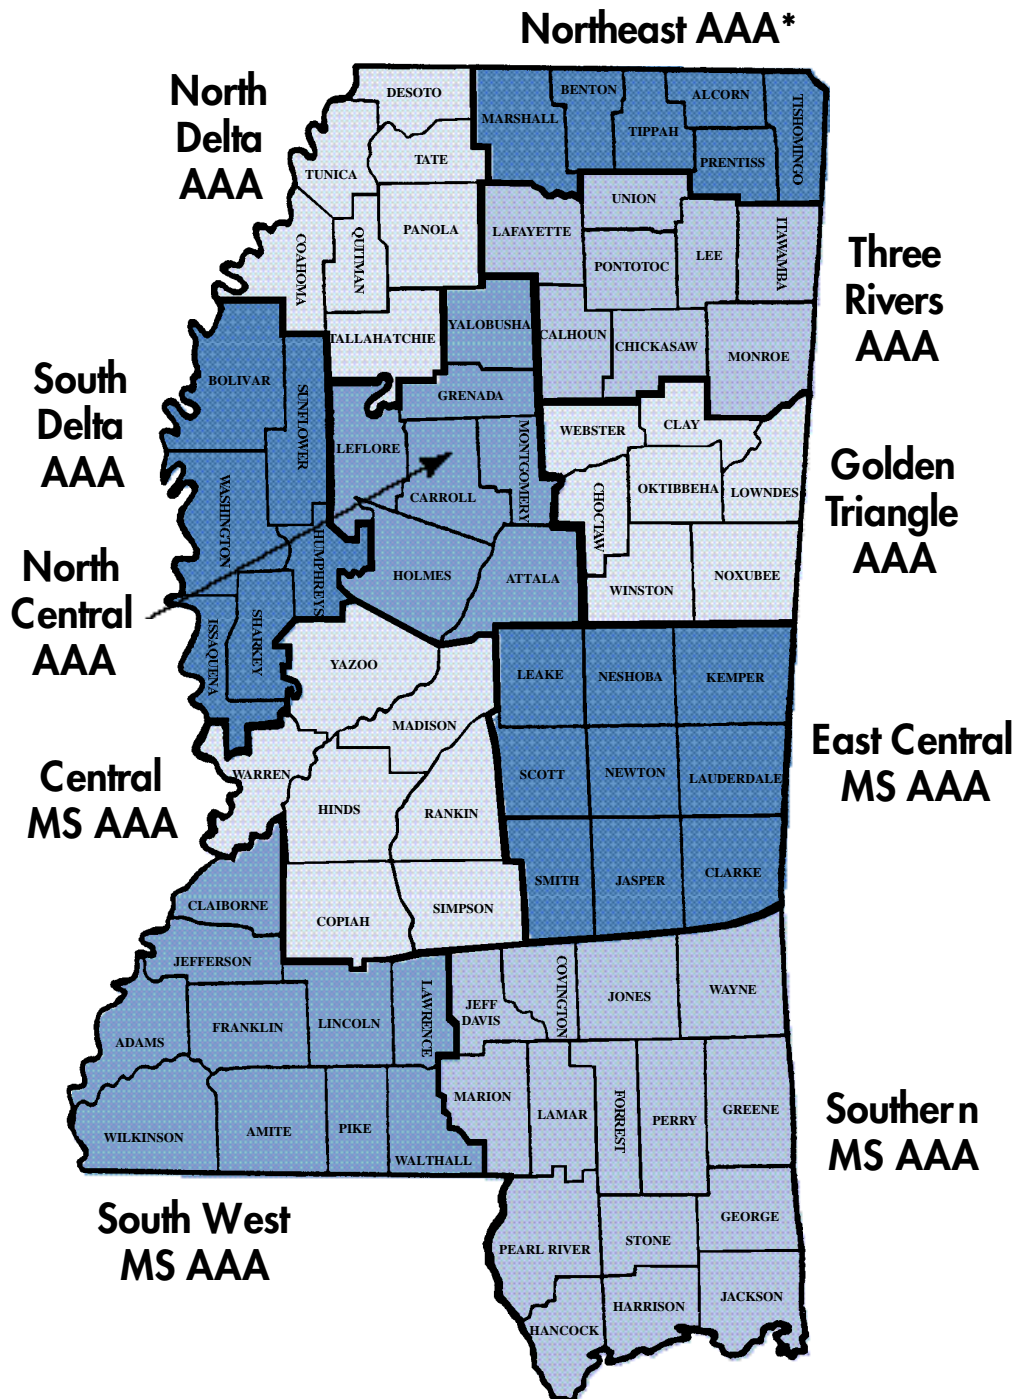 Northeast AAA*
North
Delta
AAA
DESOTO
MARSHALL
BENTON
TIPPAH
ALCORN
PRENTISS
TISHOMINGO
TUNICA
TATE
PANOLA
QUITMAN
COAHOMA
TALLAHATCHIE
LAFAYETTE
UNION
PONTOTOC
LEE
ITAWAMBA
CALHOUN
CHICKASAW
MONROE
Three
Rivers
AAA
YALOBUSHA
GRENADA
LEFLORE
CARROLL
MONTGOMERY
HOLMES
ATTALA
South
Delta
AAA
BOLIVAR
SUNFLOWER
WASHINGTON
HUMPHREYS
SHARKEY
ISSAQUENA
North
Central
AAA
WEBSTER
CLAY
CHOCTAW
OKTIBBEHA
LOWNDES
WINSTON
NOXUBEE
Golden
Triangle
AAA
YAZOO
MADISON
WARREN
HINDS
RANKIN
COPIAH
SIMPSON
Central
MS AAA
LEAKE
NESHOBA
KEMPER
SCOTT
NEWTON
LAUDERDALE
SMITH
JASPER
CLARKE
East Central
MS AAA
CLAIBORNE
JEFFERSON
ADAMS
FRANKLIN
LINCOLN
LAWRENCE
WILKINSON
AMITE
PIKE
WALTHALL
South West
MS AAA
JEFF
DAVIS
COVINGTON
JONES
WAYNE
MARION
LAMAR
FORREST
PERRY
GREENE
PEARL RIVER
STONE
GEORGE
HANCOCK
HARRISON
JACKSON
Southern
MS AAA